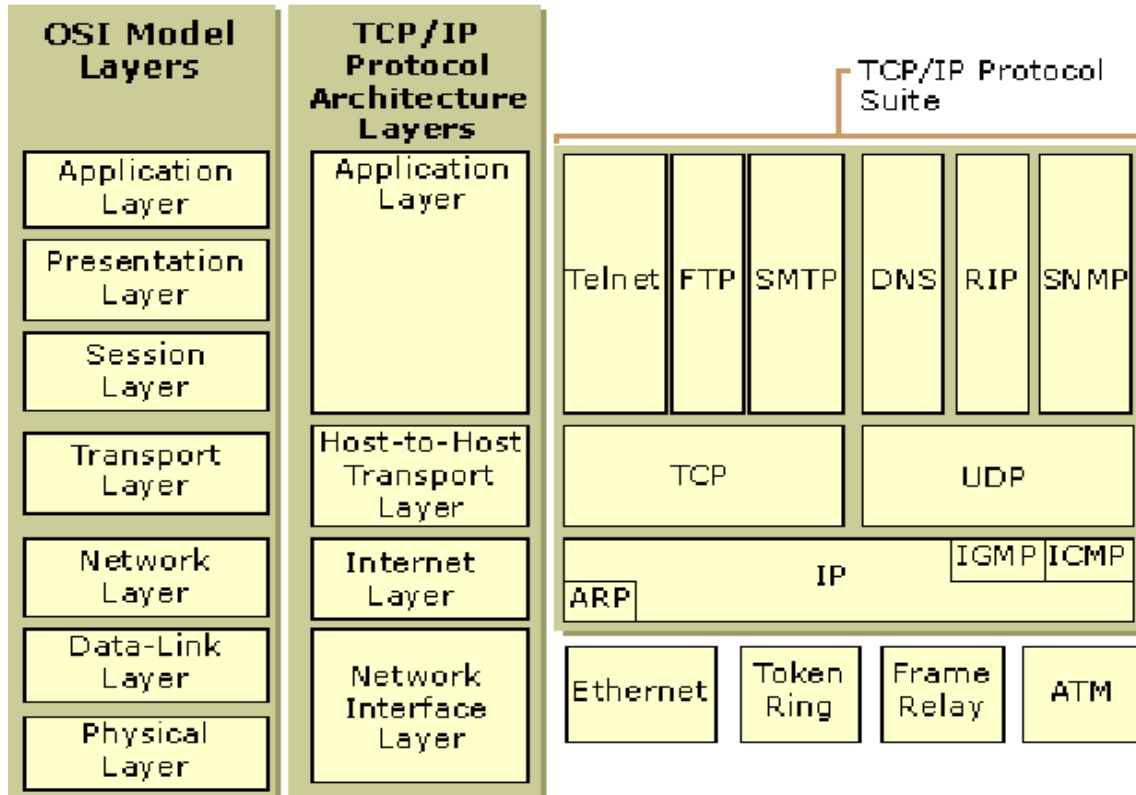 OSI Model
Layers
Application
Layer
Presentation
Layer
Session
Layer
Transport
Layer
Network
Layer
Data-Link
Layer
Physical
Layer
TCP/IP
Protocol
Architecture
Layers
Application
Layer
Host-to-Host
Transport
Layer
Internet
Layer
Network
Interface
Layer
TCP/IP Protocol
Suite
Telnet FTP SMTP DNS RIP SNMP
TCP UDP
IP IGMP ICMP
ARP
Ethernet
Token
Ring
Frame
Relay
ATM